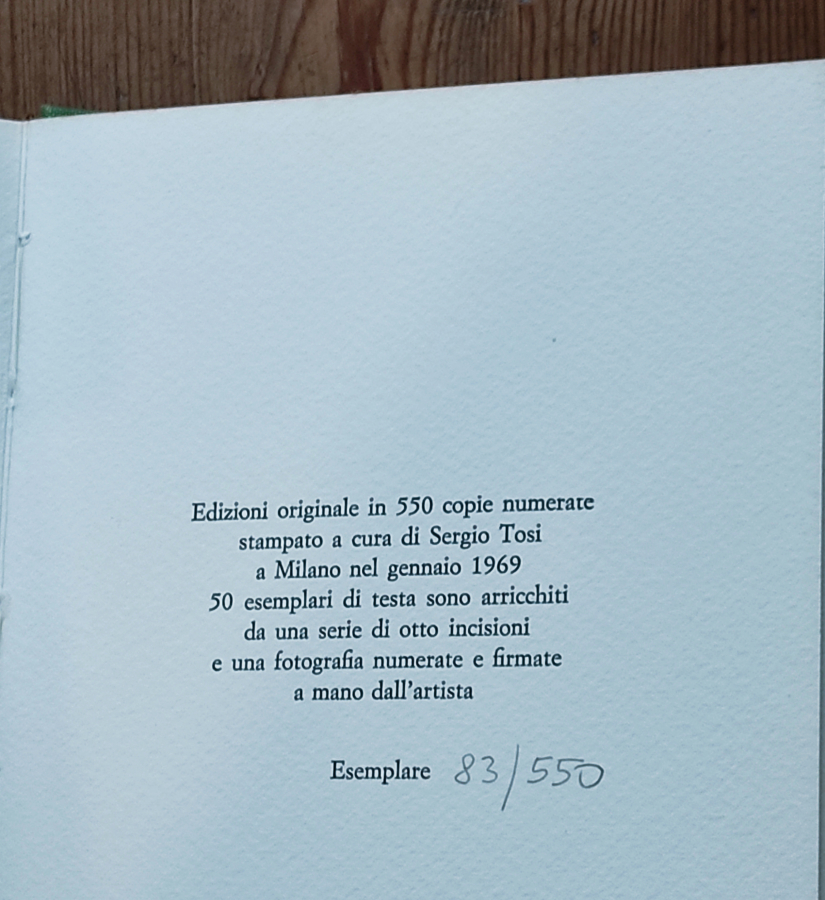 Edizioni originale in 550 copie numerate
stampato a cura di Sergio Tosi
a Milano nel gennaio 1969
50 esemplari di testa sono arricchiti
da una serie di otto incisioni
e una fotografia numerate e firmate
a mano dall'artista
Esemplare 83/550